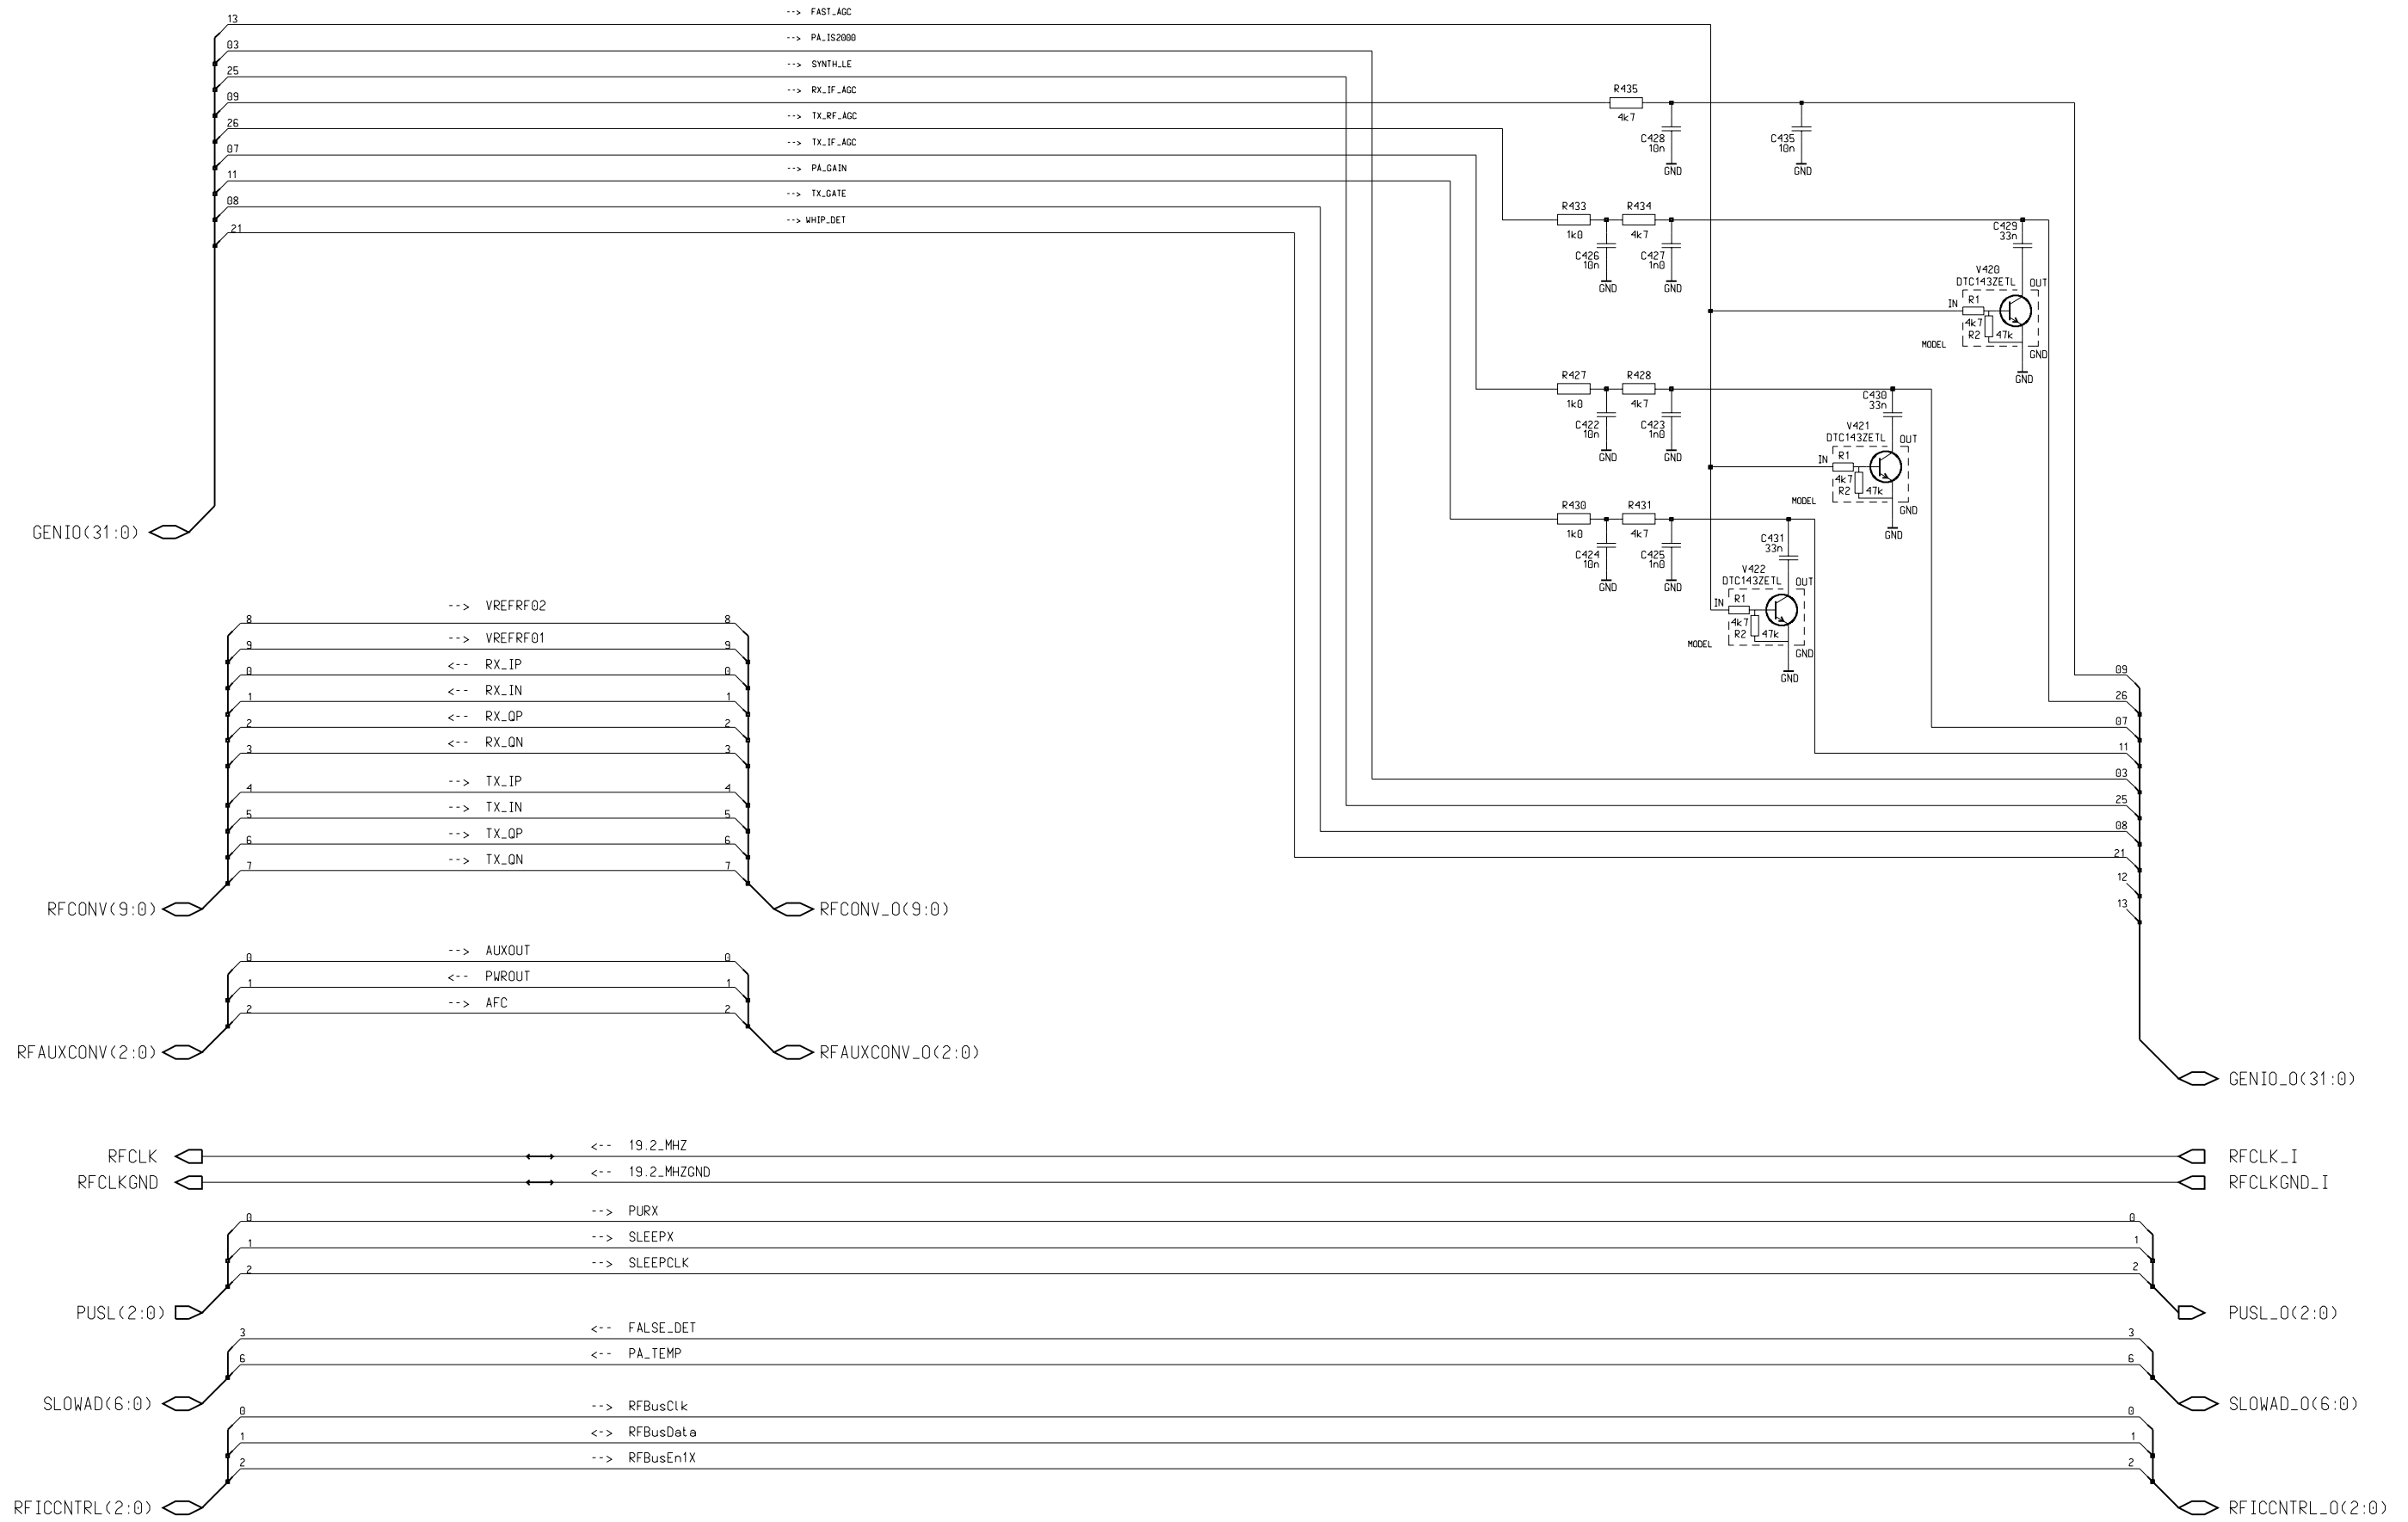 13 --> FAST_AGC
03 --> PA_IS2000
25 --> SYNTH_LE
09 --> RX_IF_AGC
26 --> TX_RF_AGC
07 --> TX_IF_AGC
11 --> PA_GAIN
08 --> TX_GATE
21 --> WHIP_DET
GENIO(31:0)
R435
4k7
C428
10n
GND
C435
10n
GND
R433
1k0
R434
4k7
C426
10n
GND
C427
1n0
GND
C429
33n
V420
DTC143ZETL
OUT
IN
R1
4k7
R2
47k
MODEL
GND
GND
R427
1k0
R428
4k7
C422
10n
GND
C423
1n0
GND
C430
33n
V421
DTC143ZETL
OUT
IN
R1
4k7
R2
47k
MODEL
GND
GND
R430
1k0
R431
4k7
C424
10n
GND
C425
1n0
GND
C431
33n
V422
DTC143ZETL
OUT
IN
R1
4k7
R2
47k
MODEL
GND
GND
09
26
07
11
03
25
08
21
12
13
GENIO_O(31:0)
8 --> VREFRF02 8
9 --> VREFRF01 9
0 <-- RX_IP 0
1 <-- RX_IN 1
2 <-- RX_QP 2
3 <-- RX_QN 3
4 --> TX_IP 4
5 --> TX_IN 5
6 --> TX_QP 6
7 --> TX_QN 7
RFCONV(9:0) RFCONV_O(9:0)
0 --> AUXOUT 0
1 <-- PWROUT 1
2 --> AFC 2
RFAUXCONV(2:0) RFAUXCONV_O(2:0)
RFCLK <-- 19.2_MHZ RFCLK_I
RFCLKGND <-- 19.2_MHZGND RFCLKGND_I
0 --> PURX 0
1 --> SLEEPX 1
2 --> SLEEPCLK 2
PUSL(2:0) PUSL_O(2:0)
3 <-- FALSE_DET 3
6 <-- PA_TEMP 6
SLOWAD(6:0) SLOWAD_O(6:0)
0 --> RFBusClk 0
1 <-> RFBusData 1
2 --> RFBusEn1X 2
RFICCNTRL(2:0) RFICCNTRL_O(2:0)